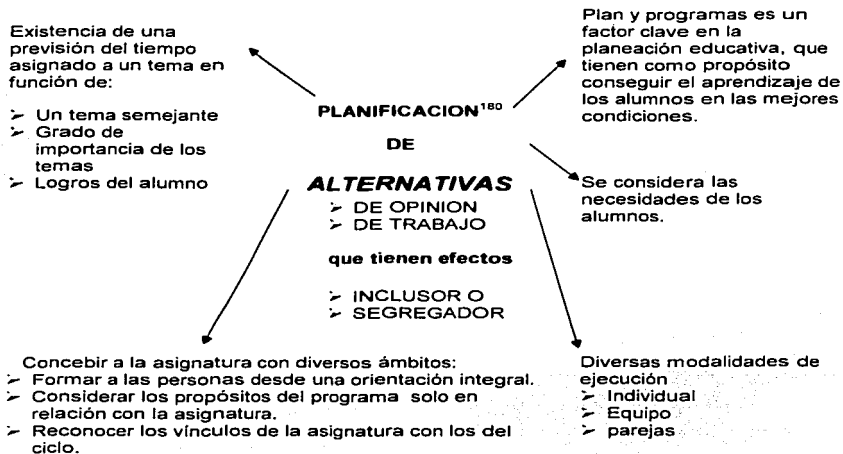 Existencia de una
previsión del tiempo
asignado a un tema en
función de:
➢ Un tema semejante
➢ Grado de
importancia de los
temas
➢ Logros del alumno
Plan y programas es un
factor clave en la
planeación educativa, que
tienen como propósito
conseguir el aprendizaje de
los alumnos en las mejores
condiciones.
PLANIFICACION¹⁸⁰
DE
ALTERNATIVAS
➢ DE OPINION
➢ DE TRABAJO
que tienen efectos
➢ INCLUSOR O
➢ SEGREGADOR
Se considera las
necesidades de los
alumnos.
Concebir a la asignatura con diversos ámbitos:
➢ Formar a las personas desde una orientación integral.
➢ Considerar los propósitos del programa solo en
relación con la asignatura.
➢ Reconocer los vínculos de la asignatura con los del
ciclo.
Diversas modalidades de
ejecución
➢ Individual
➢ Equipo
➢ parejas